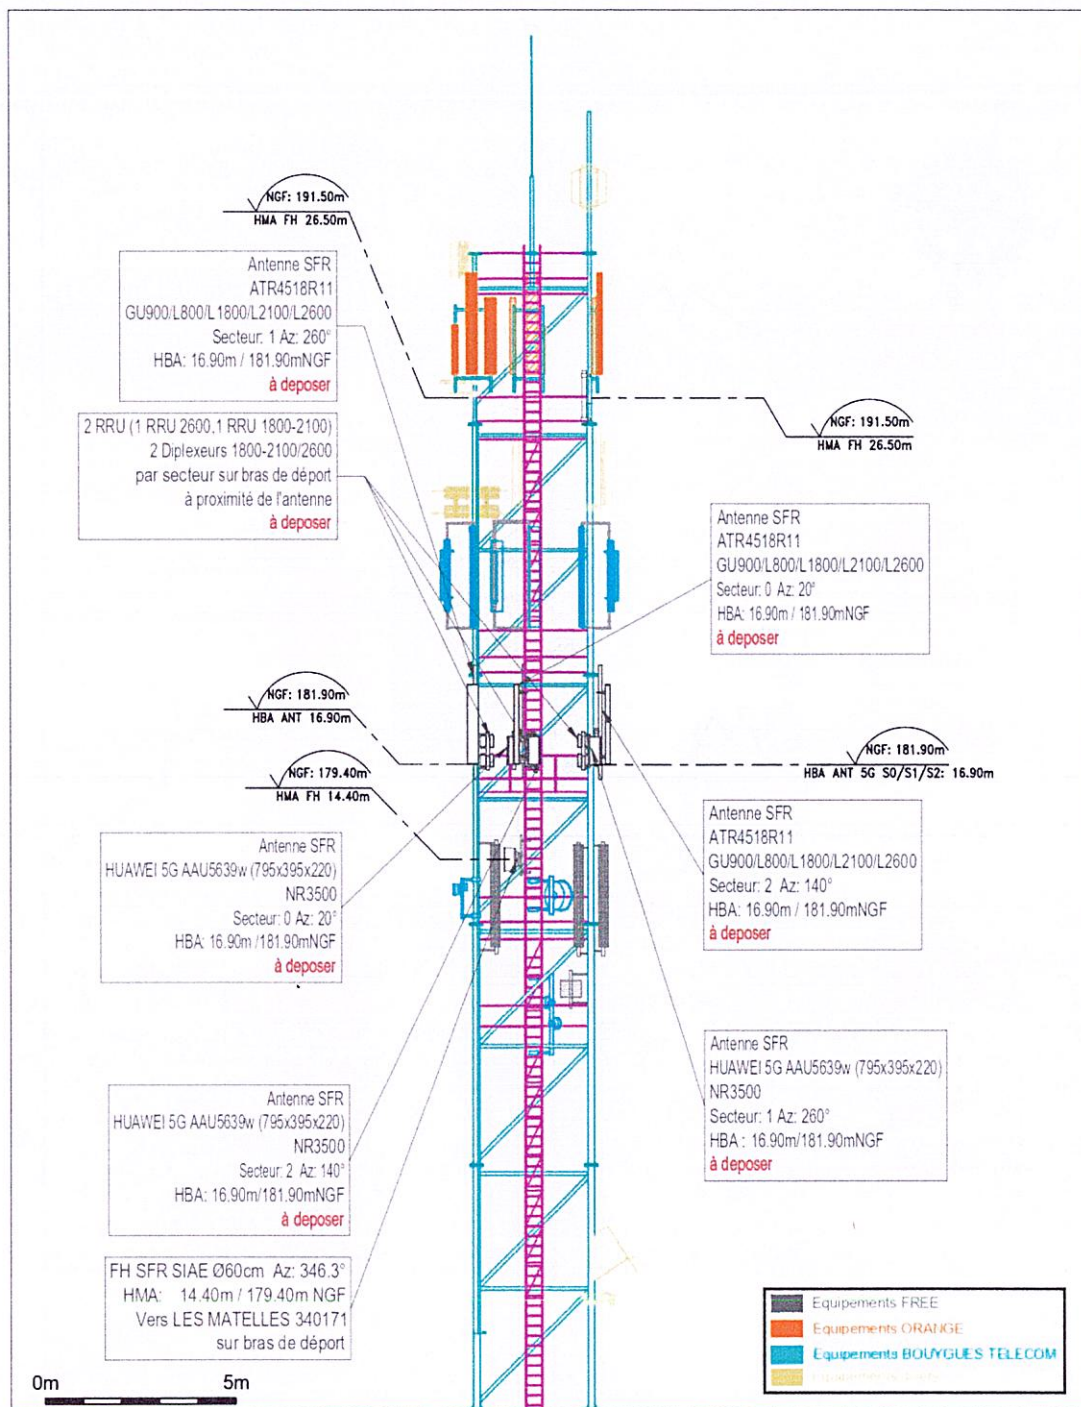 NGF: 191.50m
HMA FH 26.50m
Antenne SFR
ATR4518R11
GU900/L800/L1800/L2100/L2600
Secteur: 1 Az: 260°
HBA: 16.90m / 181.90mNGF
à deposer
2 RRU (1 RRU 2600,1 RRU 1800-2100)
2 Diplexeurs 1800-2100/2600
par secteur sur bras de déport
à proximité de l'antenne
à deposer
NGF: 191.50m
HMA FH 26.50m
Antenne SFR
ATR4518R11
GU900/L800/L1800/L2100/L2600
Secteur: 0 Az: 20°
HBA: 16.90m / 181.90mNGF
à deposer
NGF: 181.90m
HBA ANT 16.90m
NGF: 179.40m
HMA FH 14.40m
NGF: 181.90m
HBA ANT 5G S0/S1/S2: 16.90m
Antenne SFR
HUAWEI 5G AAU5639w (795x395x220)
NR3500
Secteur: 0 Az: 20°
HBA: 16.90m /181.90mNGF
à deposer
Antenne SFR
ATR4518R11
GU900/L800/L1800/L2100/L2600
Secteur: 2 Az: 140°
HBA: 16.90m / 181.90mNGF
à deposer
Antenne SFR
HUAWEI 5G AAU5639w (795x395x220)
NR3500
Secteur: 2 Az: 140°
HBA: 16.90m/181.90mNGF
à deposer
Antenne SFR
HUAWEI 5G AAU5639w (795x395x220)
NR3500
Secteur: 1 Az: 260°
HBA : 16.90m/181.90mNGF
à deposer
FH SFR SIAE Ø60cm Az: 346.3°
HMA: 14.40m / 179.40m NGF
Vers LES MATELLES 340171
sur bras de déport
Equipements FREE
Equipements ORANGE
Equipements BOUYGUES TELECOM
0m 5m